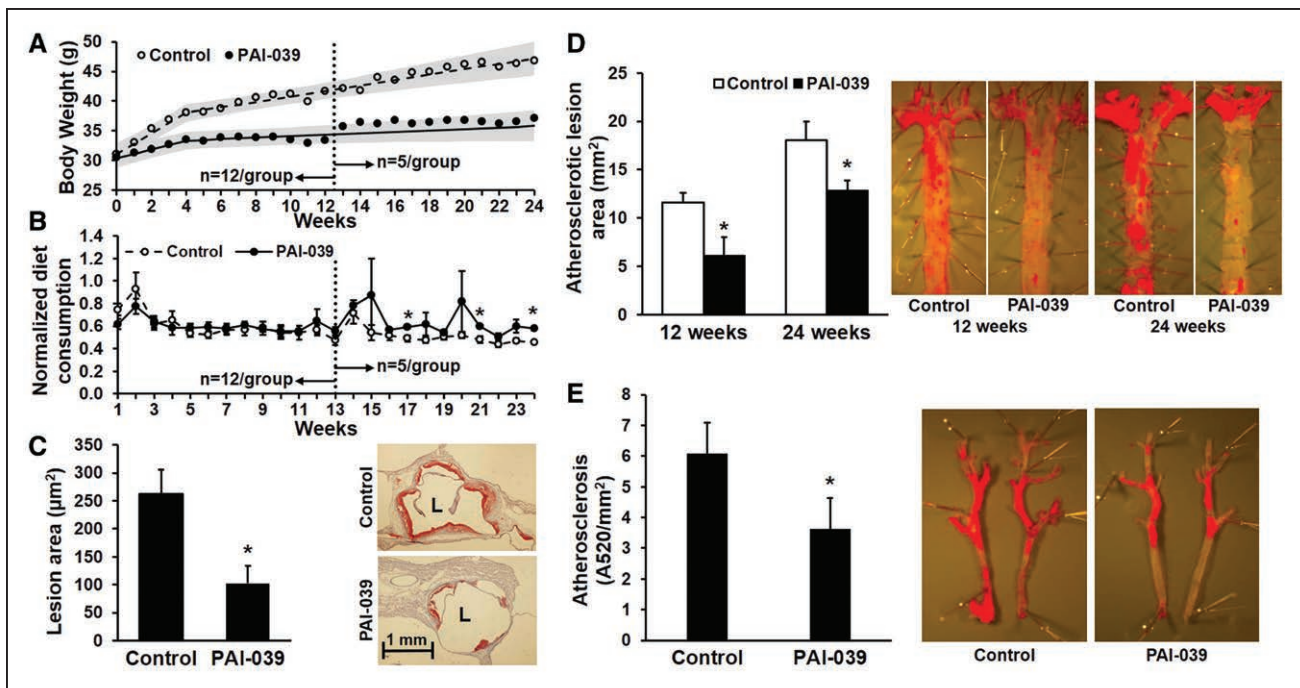 A
Control PAI-039
Body Weight (g)
50
45
40
35
30
25
n=12/group n=5/group
0 2 4 6 8 10 12 14 16 18 20 22 24
Weeks
B
Control PAI-039
Normalized diet
consumption
1.4
1.2
1.0
0.8
0.6
0.4
0.2
0.0
* * *
n=12/group n=5/group
1 3 5 7 9 11 13 15 17 19 21 23
Weeks
C
Lesion area (µm²)
350
300
250
200
150
100
50
0
*
Control PAI-039
Control
L
PAI-039
L
1 mm
D
Control PAI-039
Atherosclerotic lesion
area (mm²)
25
20
15
10
5
0
* *
12 weeks 24 weeks
Control PAI-039 Control PAI-039
12 weeks 24 weeks
E
Atherosclerosis
(A520/mm²)
8
7
6
5
4
3
2
1
0
*
Control PAI-039
Control PAI-039